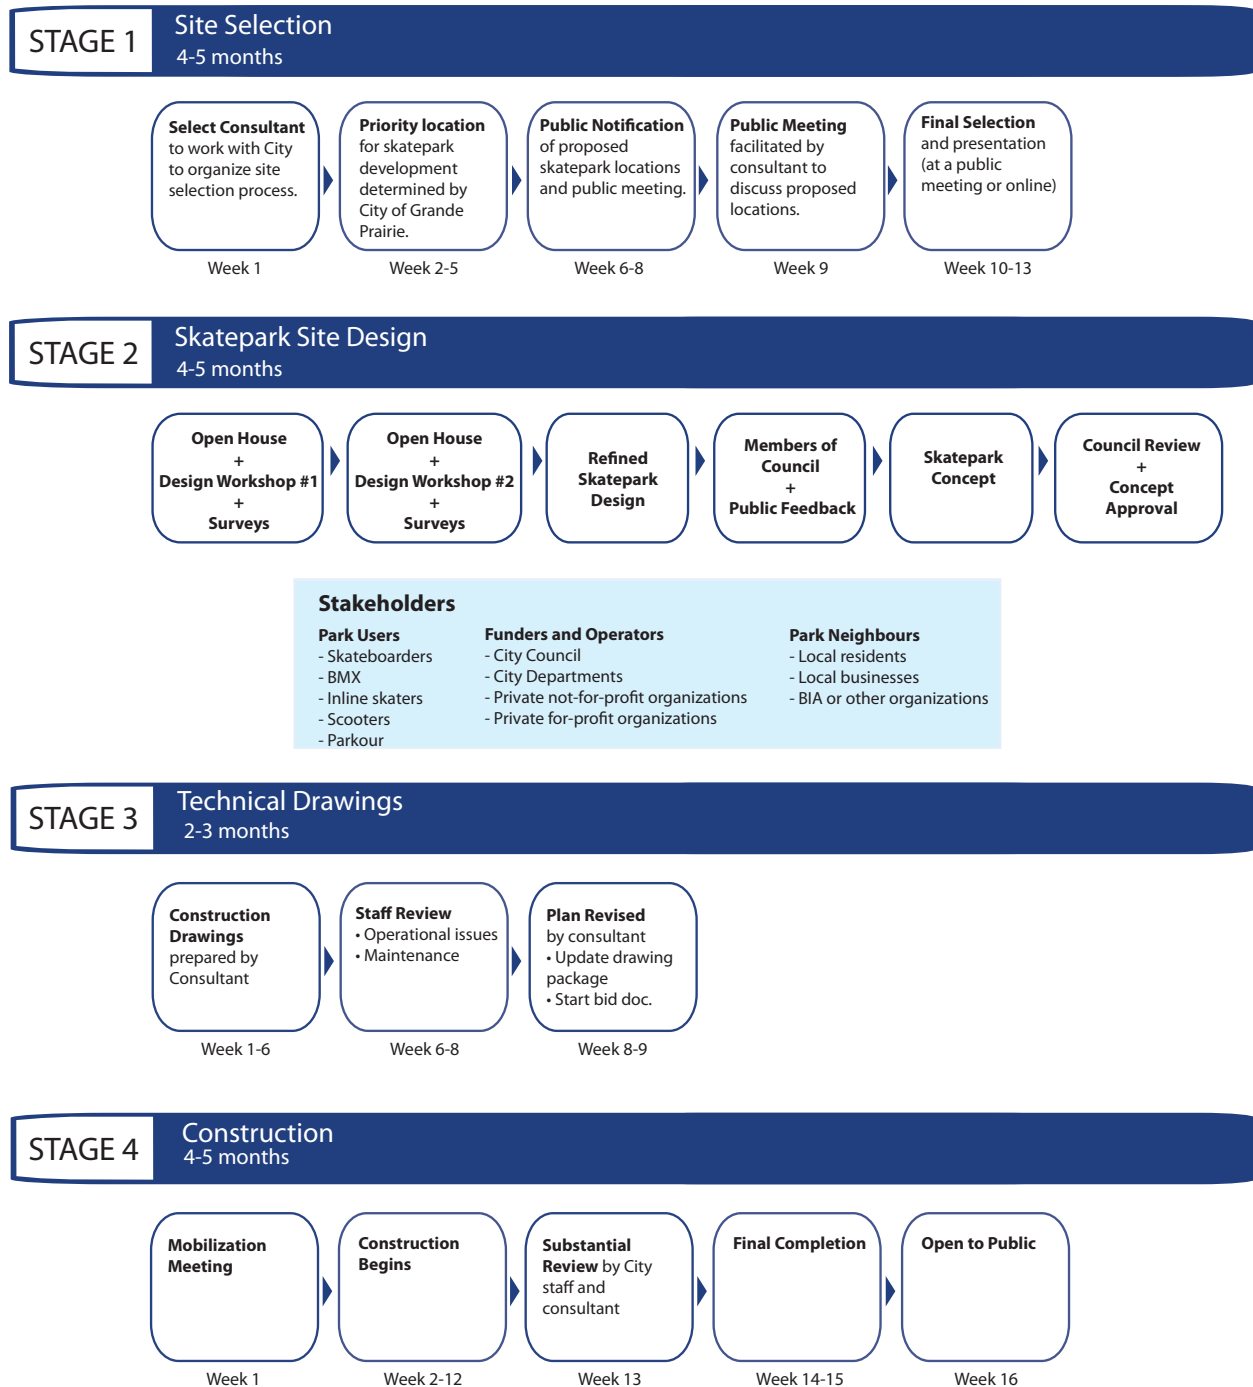 STAGE 1
Site Selection
4-5 months
Select Consultant
to work with City
to organize site
selection process.
Week 1
Priority location
for skatepark
development
determined by
City of Grande
Prairie.
Week 2-5
Public Notification
of proposed
skatepark locations
and public meeting.
Week 6-8
Public Meeting
facilitated by
consultant to
discuss proposed
locations.
Week 9
Final Selection
and presentation
(at a public
meeting or online)
Week 10-13
STAGE 2
Skatepark Site Design
4-5 months
Open House
+
Design Workshop #1
+
Surveys
Open House
+
Design Workshop #2
+
Surveys
Refined
Skatepark
Design
Members of
Council
+
Public Feedback
Skatepark
Concept
Council Review
+
Concept
Approval
Stakeholders
Park Users
- Skateboarders
- BMX
- Inline skaters
- Scooters
- Parkour
Funders and Operators
- City Council
- City Departments
- Private not-for-profit organizations
- Private for-profit organizations
Park Neighbours
- Local residents
- Local businesses
- BIA or other organizations
STAGE 3
Technical Drawings
2-3 months
Construction
Drawings
prepared by
Consultant
Week 1-6
Staff Review
• Operational issues
• Maintenance
Week 6-8
Plan Revised
by consultant
• Update drawing
package
• Start bid doc.
Week 8-9
STAGE 4
Construction
4-5 months
Mobilization
Meeting
Week 1
Construction
Begins
Week 2-12
Substantial
Review by City
staff and
consultant
Week 13
Final Completion
Week 14-15
Open to Public
Week 16